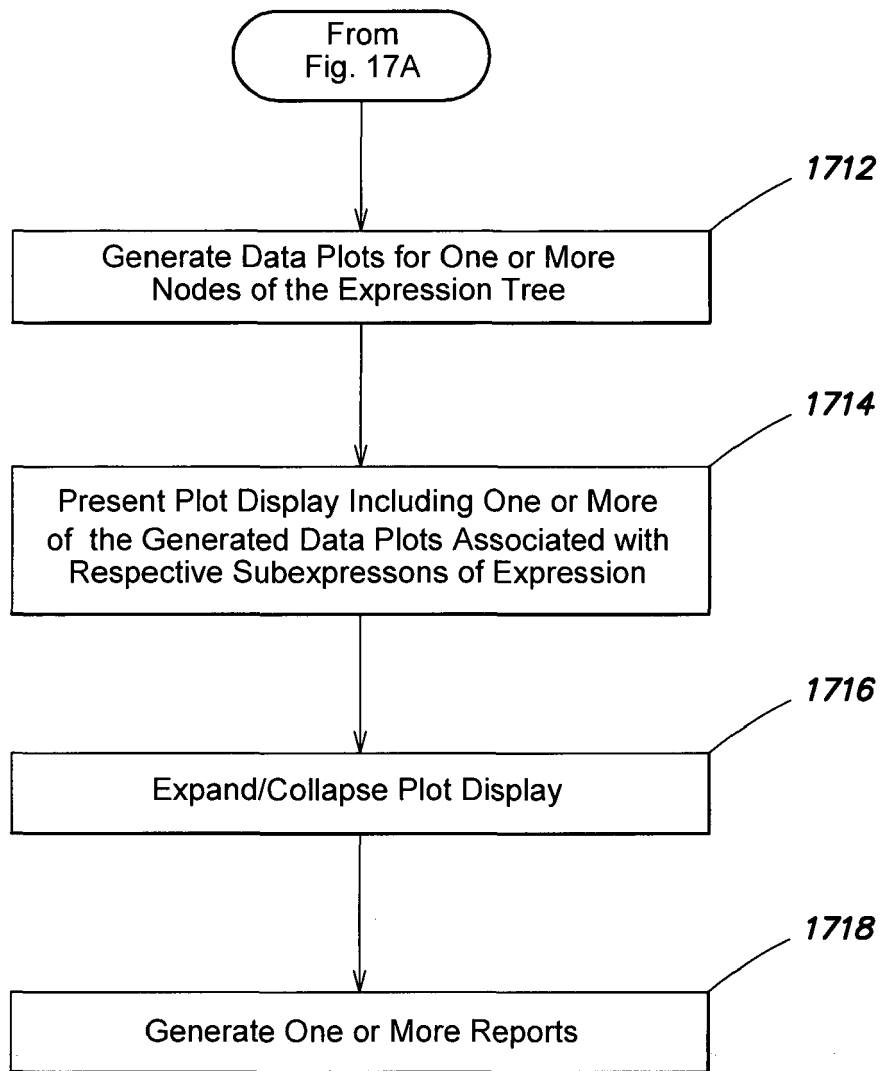 From
Fig. 17A
1712
Generate Data Plots for One or More
Nodes of the Expression Tree
1714
Present Plot Display Including One or More
of the Generated Data Plots Associated with
Respective Subexpressons of Expression
1716
Expand/Collapse Plot Display
1718
Generate One or More Reports